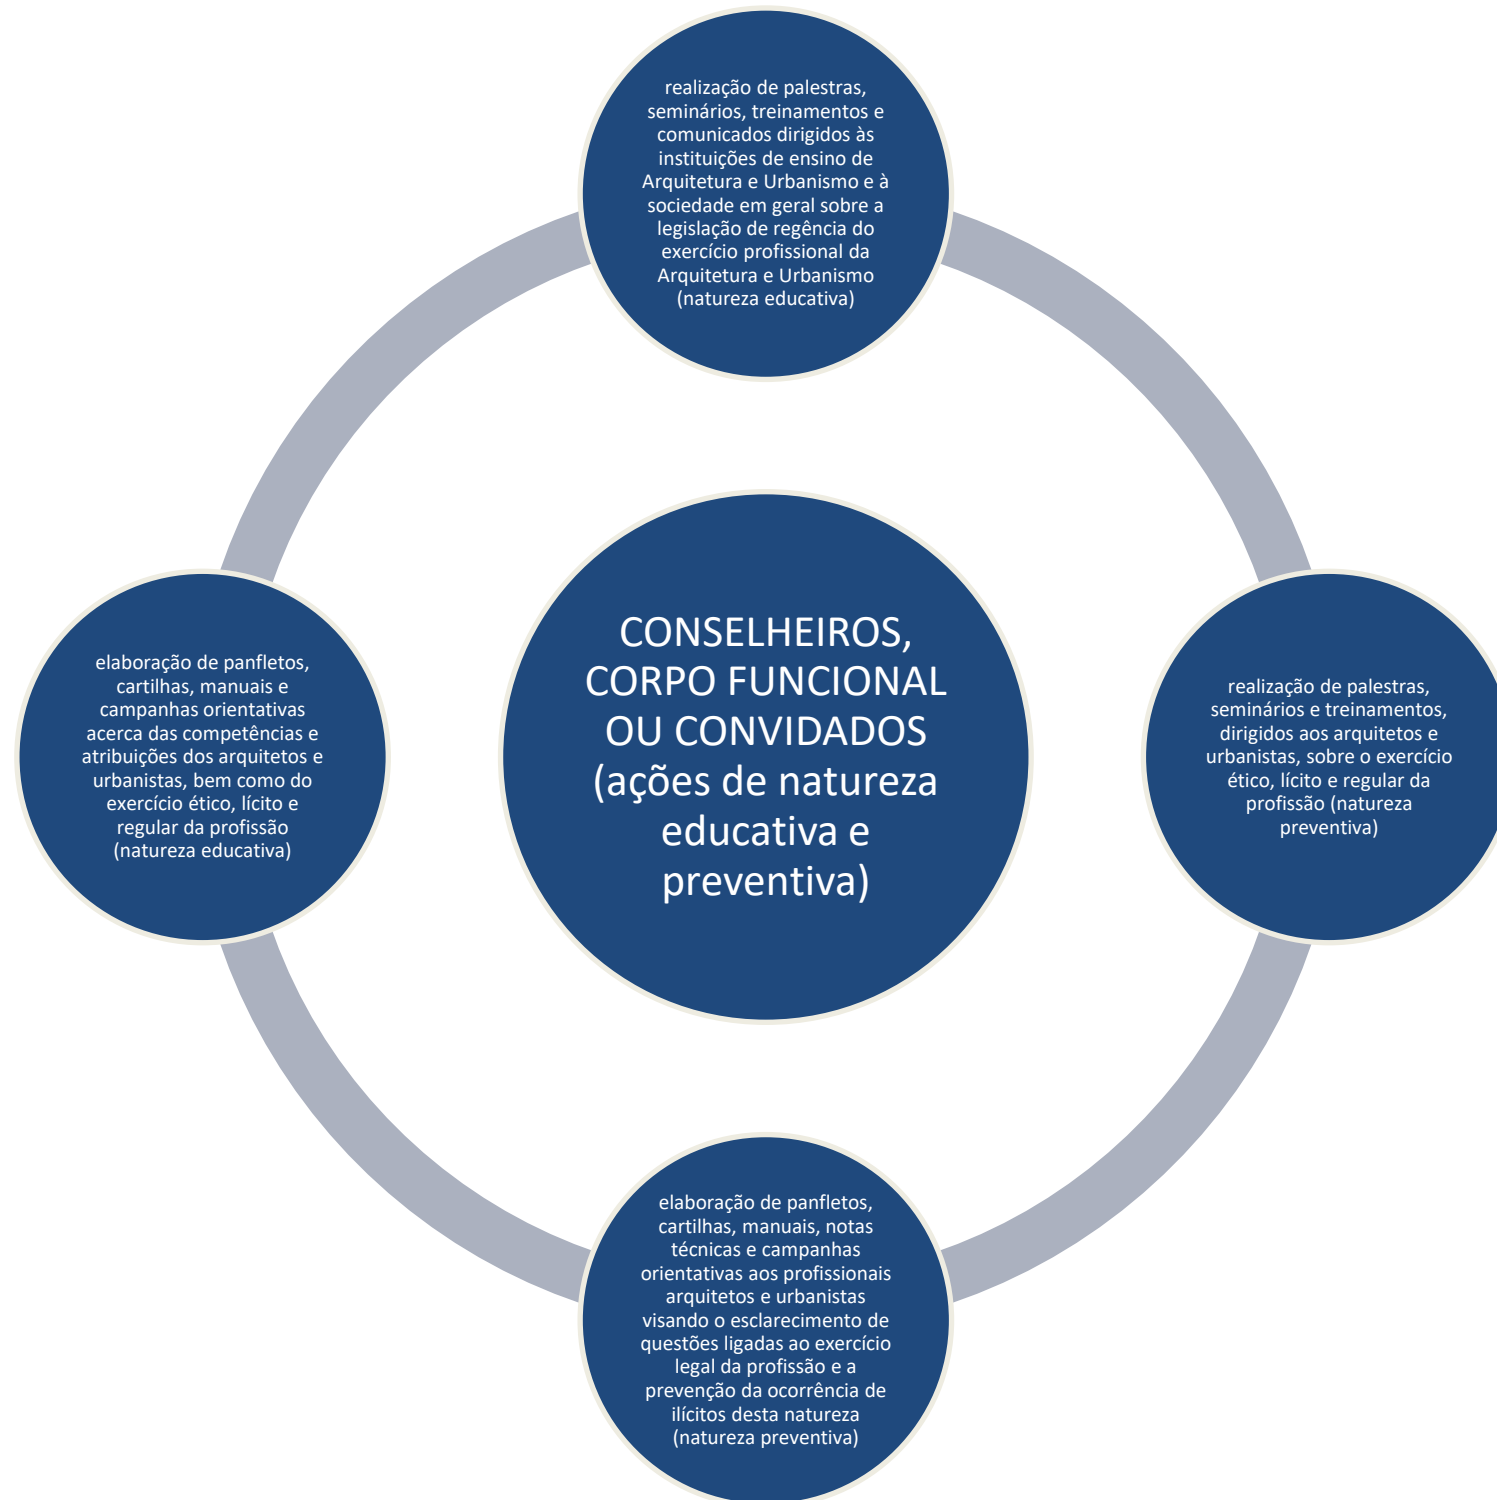 realização de palestras,
seminários, treinamentos e
comunicados dirigidos às
instituições de ensino de
Arquitetura e Urbanismo e à
sociedade em geral sobre a
legislação de regência do
exercício profissional da
Arquitetura e Urbanismo
(natureza educativa)
CONSELHEIROS,
CORPO FUNCIONAL
OU CONVIDADOS
(ações de natureza
educativa e
preventiva)
realização de palestras,
seminários e treinamentos,
dirigidos aos arquitetos e
urbanistas, sobre o exercício
ético, lícito e regular da
profissão (natureza
preventiva)
elaboração de panfletos,
cartilhas, manuais, notas
técnicas e campanhas
orientativas aos profissionais
arquitetos e urbanistas
visando o esclarecimento de
questões ligadas ao exercício
legal da profissão e a
prevenção da ocorrência de
ilícitos desta natureza
(natureza preventiva)
elaboração de panfletos,
cartilhas, manuais e
campanhas orientativas
acerca das competências e
atribuições dos arquitetos e
urbanistas, bem como do
exercício ético, lícito e
regular da profissão
(natureza educativa)